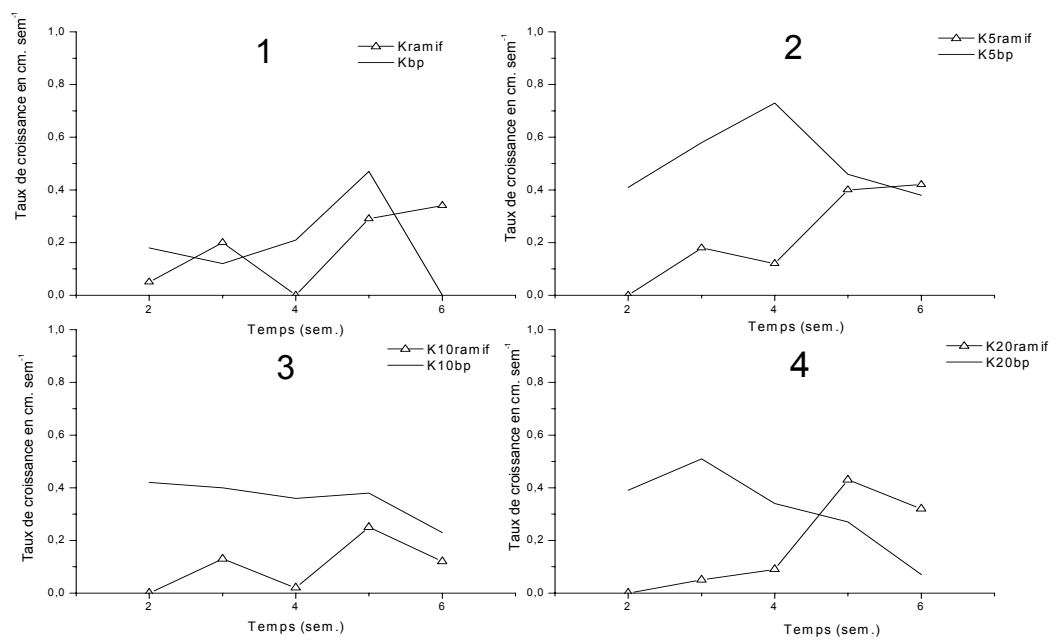 1
Kramif
Kbp
Taux de croissance en cm. sem-1
1,0
0,8
0,6
0,4
0,2
0,0
2
4
6
Temps (sem.)
2
K5ramif
K5bp
Taux de croissance en cm. sem-1
1,0
0,8
0,6
0,4
0,2
0,0
2
4
6
Temps (sem.)
3
K10ramif
K10bp
Taux de croissance en cm. sem-1
1,0
0,8
0,6
0,4
0,2
0,0
2
4
6
Temps (sem.)
4
K20ramif
K20bp
Taux de croissance en cm. sem-1
1,0
0,8
0,6
0,4
0,2
0,0
2
4
6
Temps (sem.)